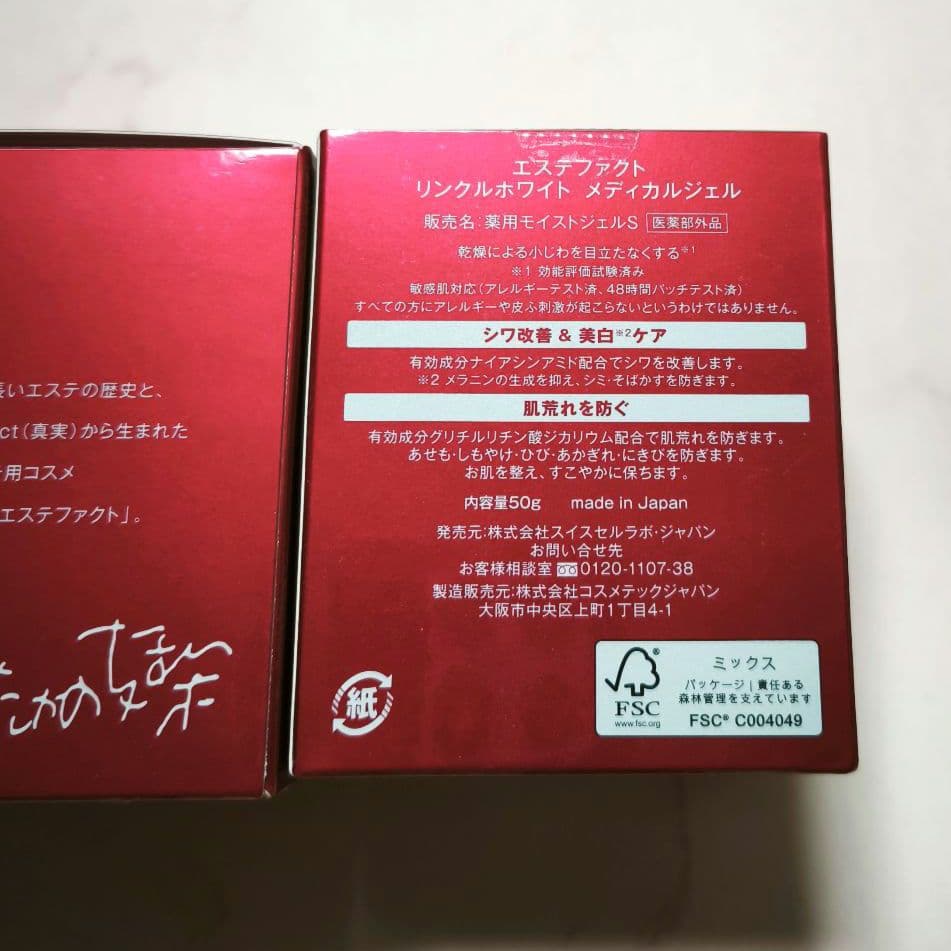 長いエステの歴史と、
ct（真実）から生まれた
用コスメ
エステファクト」。
エステファクト
リンクルホワイト メディカルジェル
販売名：薬用モイストジェルS 医薬部外品
乾燥による小じわを目立たなくする※1
※1 効能評価試験済み
敏感肌対応（アレルギーテスト済、48時間パッチテスト済）
すべての方にアレルギーや皮ふ刺激が起こらないというわけではありません。
シワ改善 & 美白※2ケア
有効成分ナイアシンアミド配合でシワを改善します。
※2 メラニンの生成を抑え、シミ・そばかすを防ぎます。
肌荒れを防ぐ
有効成分グリチルリチン酸ジカリウム配合で肌荒れを防ぎます。
あせも・しもやけ・ひび・あかぎれ・にきびを防ぎます。
お肌を整え、すこやかに保ちます。
内容量50g made in Japan
発売元：株式会社スイスセルラボ・ジャパン
お問い合せ先
お客様相談室 0120-1107-38
製造販売元：株式会社コスメテックジャパン
大阪市中央区上町1丁目4-1
紙
FSC
www.fsc.org
ミックス
パッケージ｜責任ある
森林管理を支えています
FSC® C004049